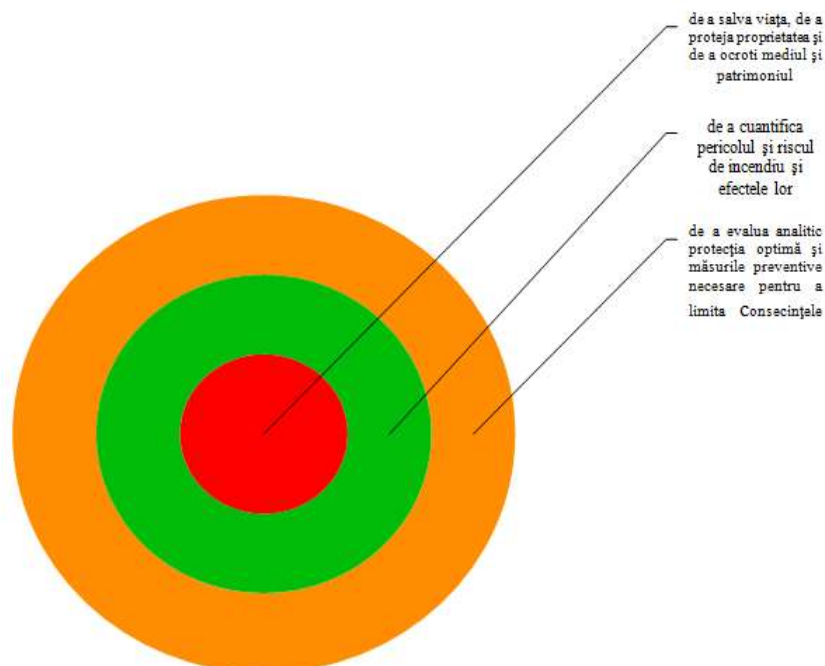 de a salva viața, de a
proteja proprietatea și
de a ocroti mediul și
patrimoniul
de a cuantifica
pericolul și riscul
de incendiu și
efectele lor
de a evalua analitic
protecția optimă și
măsurile preventive
necesare pentru a
limita Consecințele